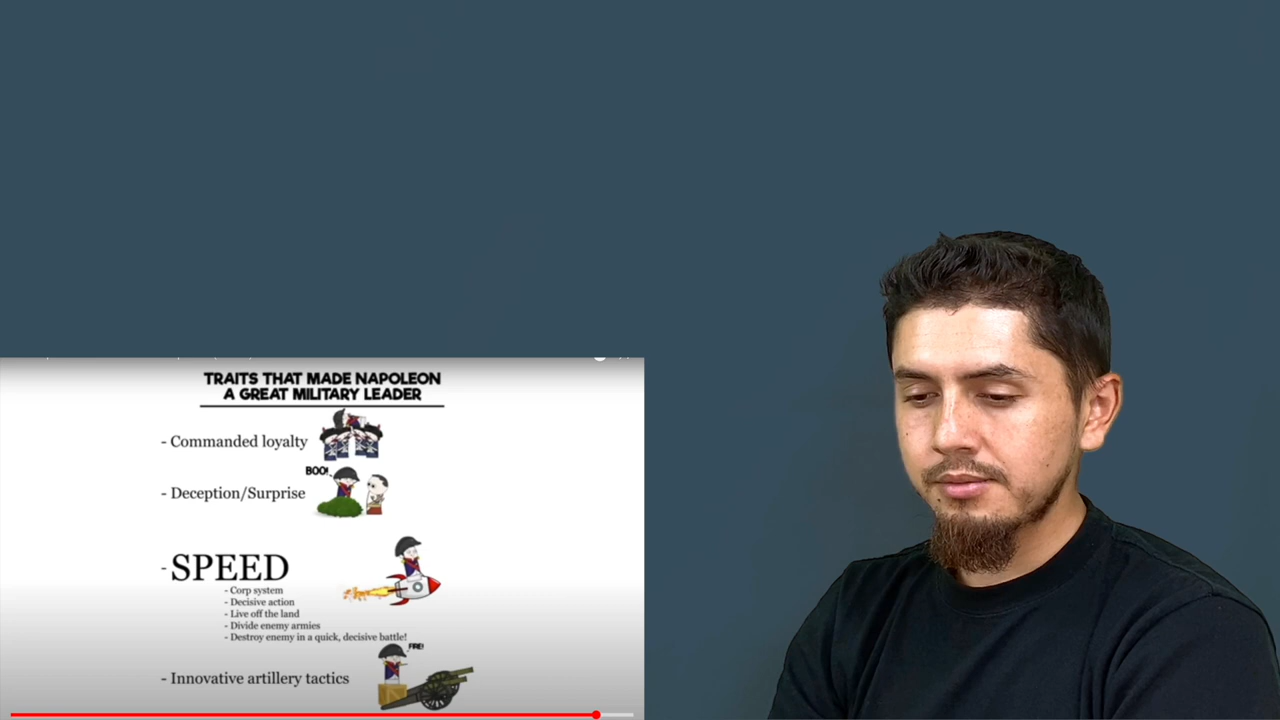 TRAITS THAT MADE NAPOLEON
A GREAT MILITARY LEADER
- Commanded loyalty
BOO!
- Deception/Surprise
- SPEED
- Corp system
- Decisive action
- Live off the land
- Divide enemy armies
- Destroy enemy in a quick, decisive battle!
FIRE!
- Innovative artillery tactics